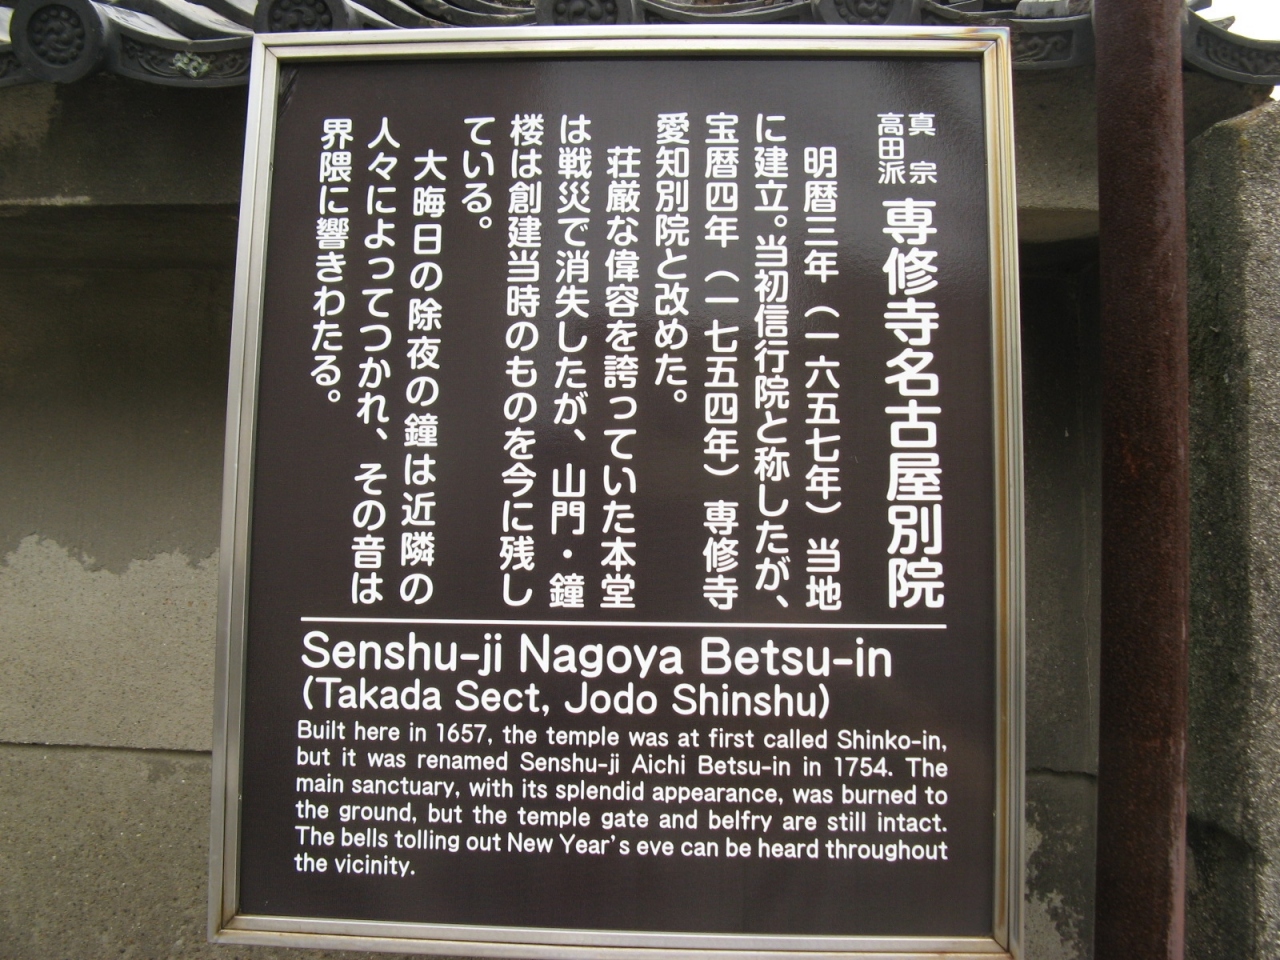 真宗
高田派
専修寺名古屋別院
明暦三年（一六五七年）当地
に建立。当初信行院と称したが、
宝暦四年（一七五四年）専修寺
愛知別院と改めた。
荘厳な偉容を誇っていた本堂
は戦災で消失したが、山門・鐘
楼は創建当時のものを今に残し
ている。
大晦日の除夜の鐘は近隣の
人々によってつかれ、その音は
界隈に響きわたる。
Senshu-ji Nagoya Betsu-in
(Takada Sect, Jodo Shinshu)
Built here in 1657, the temple was at first called Shinko-in,
but it was renamed Senshu-ji Aichi Betsu-in in 1754. The
main sanctuary, with its splendid appearance, was burned to
the ground, but the temple gate and belfry are still intact.
The bells tolling out New Year's eve can be heard throughout
the vicinity.